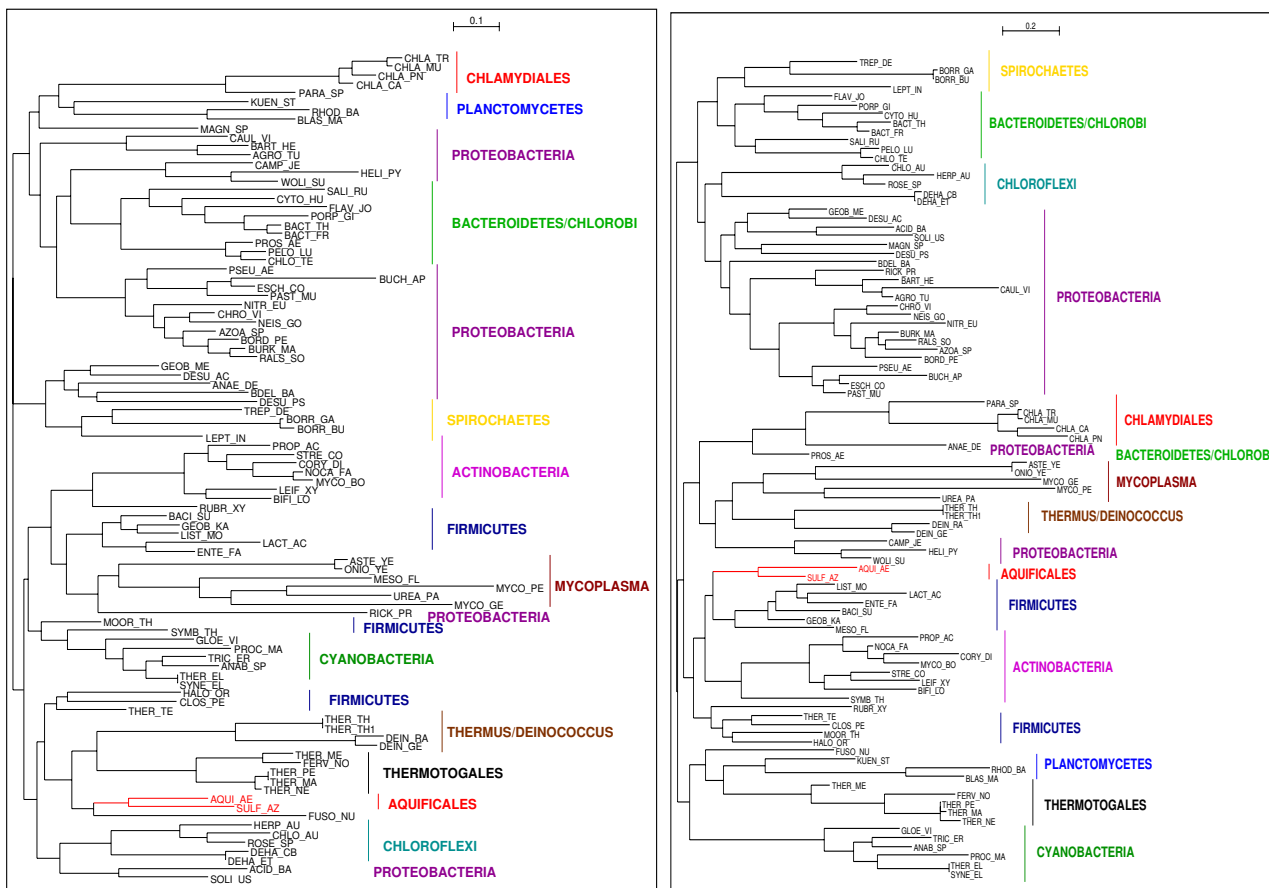 0.1
CHLA_TR
CHLA_MU
CHLA_PN
CHLA_CA
CHLAMYDIALES
PARA_SP
KUEN_ST
RHOD_BA
PLANCTOMYCETES
BLAS_MA
MAGN_SP
CAUL_VI
BART_HE
AGRO_TU
PROTEOBACTERIA
CAMP_JE
HELI_PY
WOLI_SU
SALI_RU
CYTO_HU
FLAV_JO
PORP_GI
BACT_TH
BACTEROIDETES/CHLOROBI
BACT_FR
PROS_AE
PELO_LU
CHLO_TE
PSEU_AE
BUCH_AP
ESCH_CO
PAST_MU
NITR_EU
CHRO_VI
NEIS_GO
AZOA_SP
PROTEOBACTERIA
BORD_PE
BURK_MA
RALS_SO
GEOB_ME
DESU_AC
ANAE_DE
BDEL_BA
DESU_PS
TREP_DE
BORR_GA
SPIROCHAETES
BORR_BU
LEPT_IN
PROP_AC
STRE_CO
CORY_DI
NOCA_FA
ACTINOBACTERIA
MYCO_BO
LEIF_XY
BIFI_LO
RUBR_XY
BACI_SU
GEOB_KA
FIRMICUTES
LIST_MO
LACT_AC
ENTE_FA
ASTE_YE
ONIO_YE
MESO_FL
MYCO_PE
MYCOPLASMA
UREA_PA
MYCO_GE
RICK_PR
PROTEOBACTERIA
MOOR_TH
FIRMICUTES
SYMB_TH
GLOE_VI
PROC_MA
TRIC_ER
CYANOBACTERIA
ANAB_SP
THER_EL
SYNE_EL
HALO_OR
CLOS_PE
FIRMICUTES
THER_TE
THER_TH
THER_TH1
THERMUS/DEINOCOCCUS
DEIN_RA
DEIN_GE
THER_ME
FERV_NO
THER_PE
THERMOTOGALES
THER_MA
THER_NE
AQUI_AE
AQUIFICALES
SULF_AZ
FUSO_NU
HERP_AU
CHLO_AU
ROSE_SP
CHLOROFLEXI
DEHA_CB
DEHA_ET
ACID_BA
PROTEOBACTERIA
SOLI_US
0.2
TREP_DE
BORR_GA
SPIROCHAETES
BORR_BU
LEPT_IN
FLAV_JO
PORP_GI
CYTO_HU
BACT_TH
BACTEROIDETES/CHLOROBI
BACT_FR
SALI_RU
PELO_LU
CHLO_TE
CHLO_AU
HERP_AU
ROSE_SP
CHLOROFLEXI
DEHA_CB
DEHA_ET
GEOB_ME
DESU_AC
ACID_BA
SOLI_US
MAGN_SP
DESU_PS
BDEL_BA
RICK_PR
BART_HE
CAUL_VI
AGRO_TU
PROTEOBACTERIA
CHRO_VI
NEIS_GO
NITR_EU
BURK_MA
RALS_SO
AZOA_SP
BORD_PE
PSEU_AE
BUCH_AP
ESCH_CO
PAST_MU
PARA_SP
CHLA_TR
CHLA_MU
CHLAMYDIALES
CHLA_CA
CHLA_PN
ANAE_DE
PROTEOBACTERIA
PROS_AE
BACTEROIDETES/CHLOROB
ASTE_YE
ONIO_YE
MYCO_GE
MYCOPLASMA
MYCO_PE
UREA_PA
THER_TH
THER_TH1
THERMUS/DEINOCOCCUS
DEIN_RA
DEIN_GE
CAMP_JE
HELI_PY
PROTEOBACTERIA
WOLI_SU
AQUI_AE
AQUIFICALES
SULF_AZ
LIST_MO
LACT_AC
FIRMICUTES
ENTE_FA
BACI_SU
GEOB_KA
MESO_FL
PROP_AC
NOCA_FA
CORY_DI
MYCO_BO
ACTINOBACTERIA
STRE_CO
LEIF_XY
BIFI_LO
SYMB_TH
RUBR_XY
THER_TE
CLOS_PE
FIRMICUTES
MOOR_TH
HALO_OR
FUSO_NU
KUEN_ST
PLANCTOMYCETES
RHOD_BA
BLAS_MA
THER_ME
FERV_NO
THER_PE
THERMOTOGALES
THER_MA
THER_NE
GLOE_VI
TRIC_ER
ANAB_SP
PROC_MA
CYANOBACTERIA
THER_EL
SYNE_EL